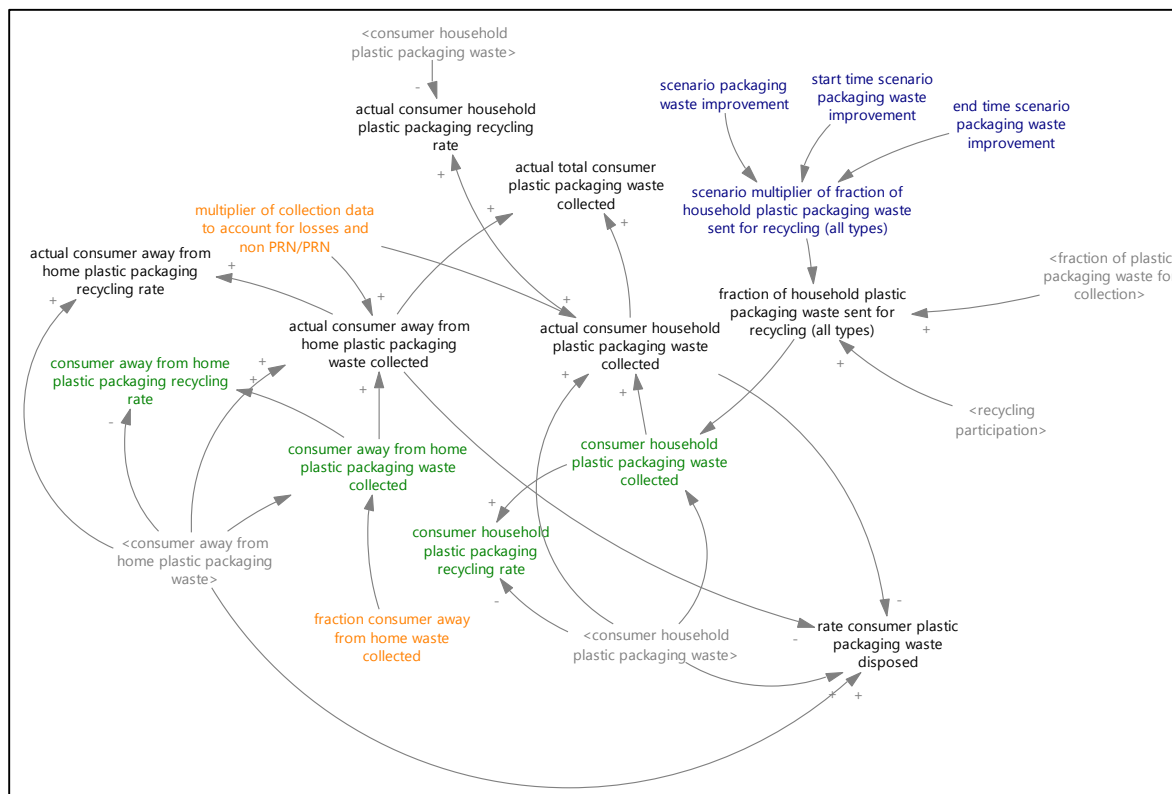 <consumer household
plastic packaging waste>
-
actual consumer household
plastic packaging recycling
rate
+
scenario packaging
waste improvement
start time scenario
packaging waste
improvement
end time scenario
packaging waste
improvement
actual total consumer
plastic packaging waste
collected
+
+
scenario multiplier of fraction of
household plastic packaging waste
sent for recycling (all types)
multiplier of collection data
to account for losses and
non PRN/PRN
actual consumer away from
home plastic packaging
recycling rate
+
+
<fraction of plastic
packaging waste for
collection>
+
fraction of household plastic
packaging waste sent for
recycling (all types)
+
+
actual consumer away from
home plastic packaging
waste collected
+
+
+
actual consumer household
plastic packaging waste
collected
+
+
+
consumer away from home
plastic packaging recycling
rate
+
-
<recycling
participation>
consumer away from home
plastic packaging waste
collected
consumer household
plastic packaging waste
collected
+
consumer household
plastic packaging
recycling rate
-
<consumer away from
home plastic packaging
waste>
fraction consumer away
from home waste
collected
<consumer household
plastic packaging waste>
-
-
rate consumer plastic
packaging waste
disposed
+
+